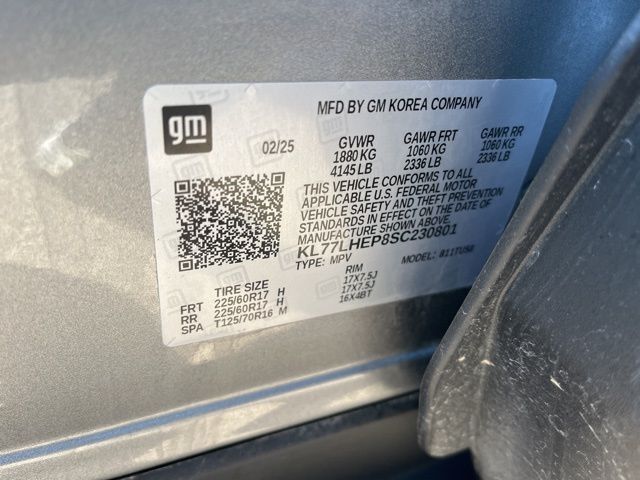 MFD BY GM KOREA COMPANY
gm
02/25 GVWR GAWR FRT GAWR RR
1880 KG 1060 KG 1060 KG
4145 LB 2336 LB 2336 LB
THIS VEHICLE CONFORMS TO ALL
APPLICABLE U.S. FEDERAL MOTOR
VEHICLE SAFETY AND THEFT PREVENTION
STANDARDS IN EFFECT ON THE DATE OF
MANUFACTURE SHOWN ABOVE.
KL77LHEP8SC230801
TYPE: MPV MODEL: 811TUS8
TIRE SIZE RIM
FRT 225/60R17 H 17X7.5J
RR 225/60R17 H 17X7.5J
SPA T125/70R16 M 16X4BT